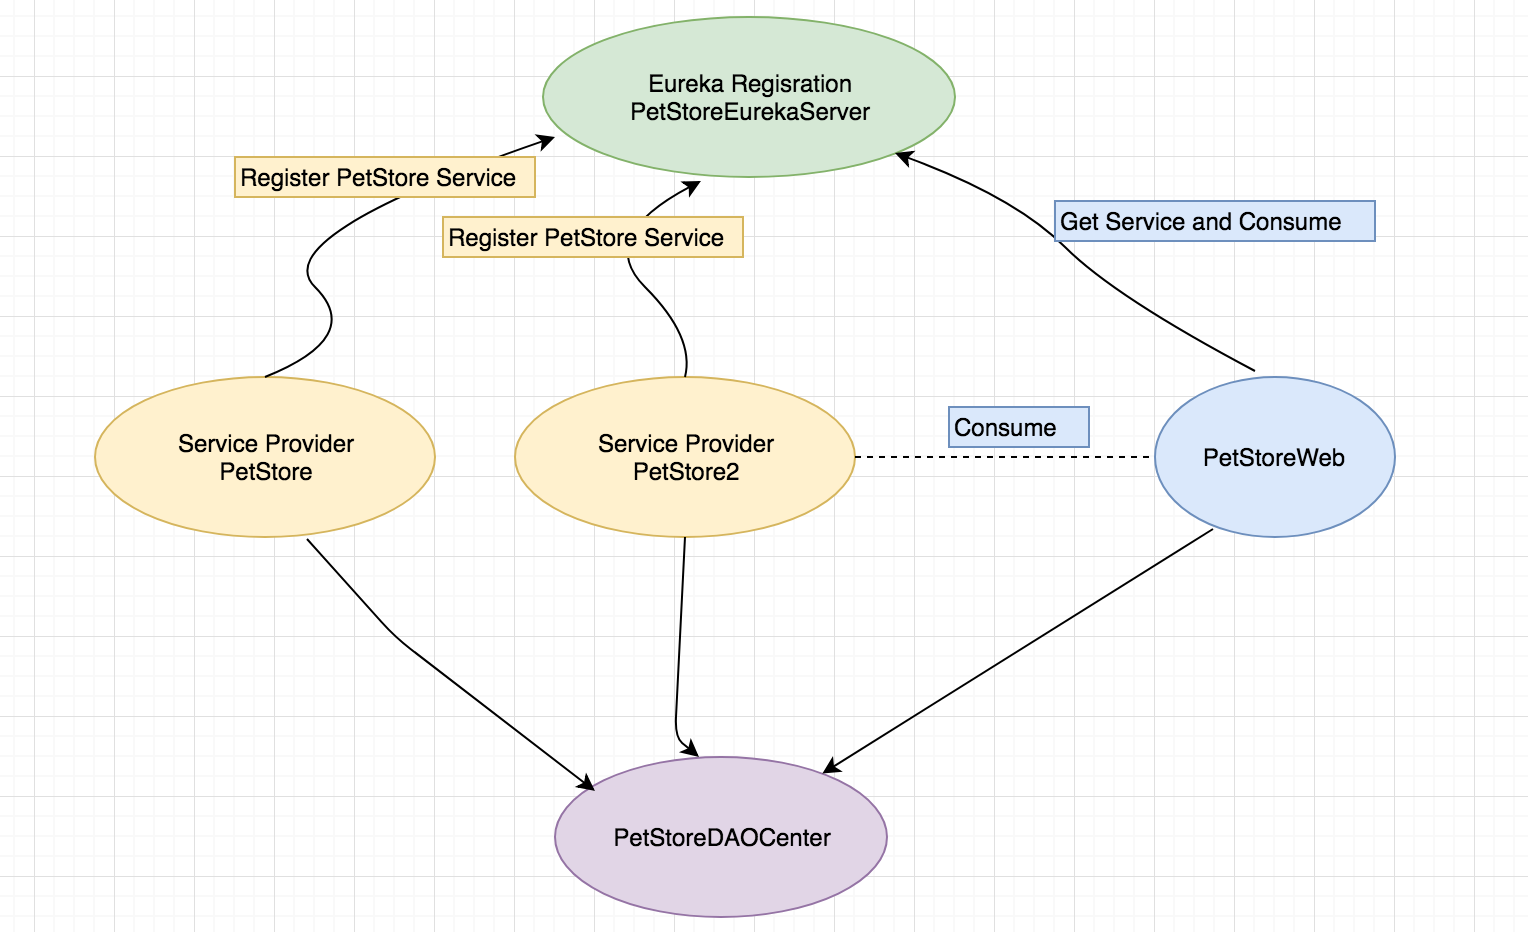 Eureka Regisration
PetStoreEurekaServer
Register PetStore Service
Register PetStore Service
Get Service and Consume
Service Provider
PetStore
Service Provider
PetStore2
Consume
PetStoreWeb
PetStoreDAOCenter